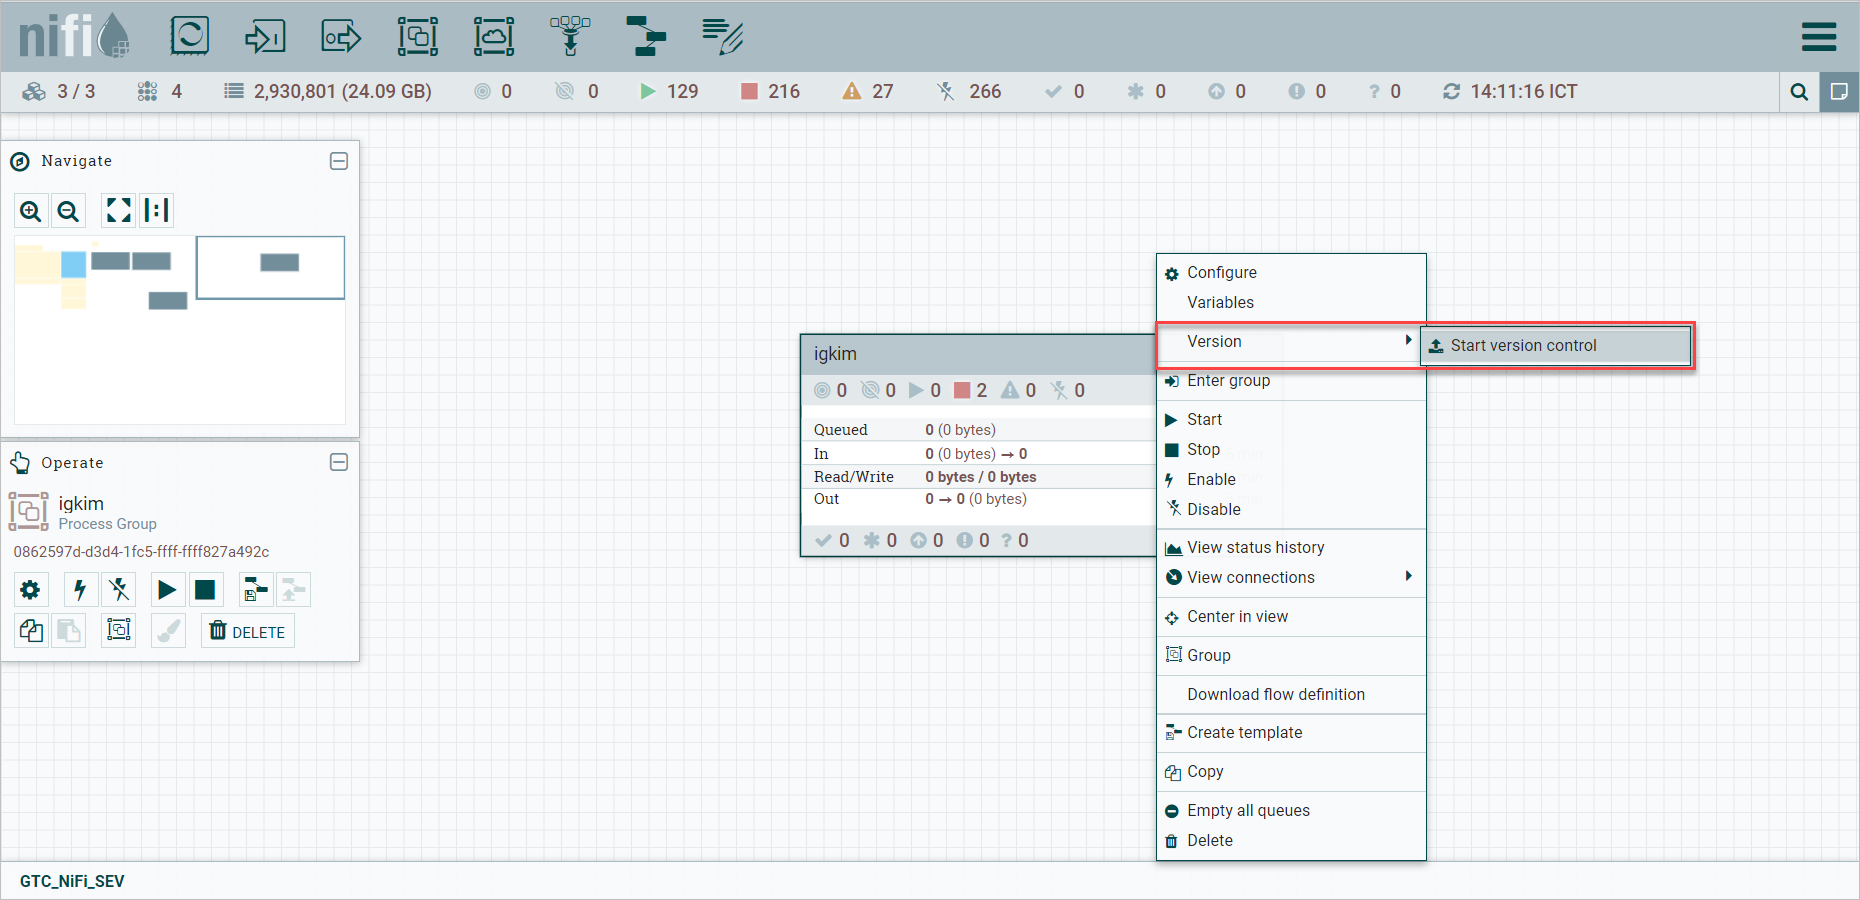 nifi
3 / 3 4 2,930,801 (24.09 GB) 0 0 129 216 27 266 0 0 0 0 ? 0 14:11:16 ICT
Navigate
Operate
igkim
Process Group
0862597d-d3d4-1fc5-ffff-ffff827a492c
DELETE
igkim
0 0 0 2 0 0
Queued 0 (0 bytes)
In 0 (0 bytes) → 0
Read/Write 0 bytes / 0 bytes
Out 0 → 0 (0 bytes)
0 0 0 0 ? 0
Configure
Variables
Version
Start version control
Enter group
Start
Stop
Enable
Disable
View status history
View connections
Center in view
Group
Download flow definition
Create template
Copy
Empty all queues
Delete
GTC_NiFi_SEV